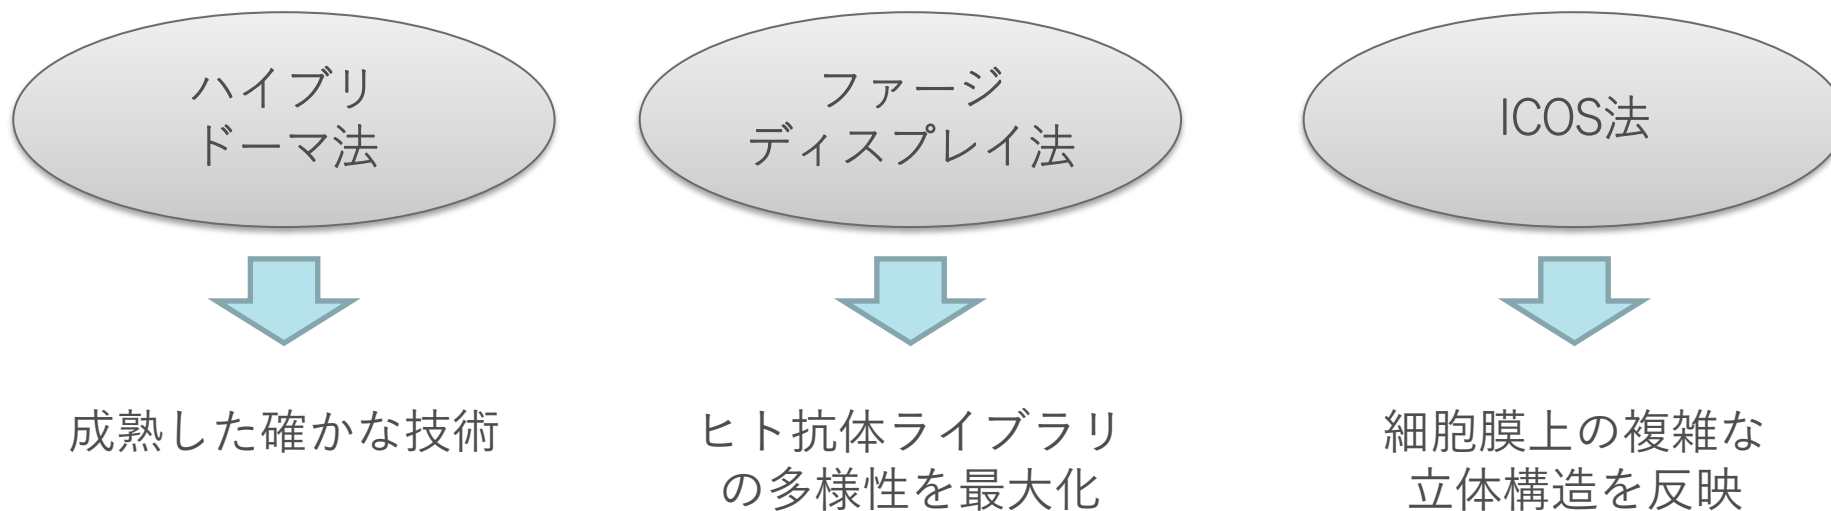 ハイブリ
ドーマ法
ファージ
ディスプレイ法
ICOS法
成熟した確かな技術
ヒト抗体ライブラリ
の多様性を最大化
細胞膜上の複雑な
立体構造を反映